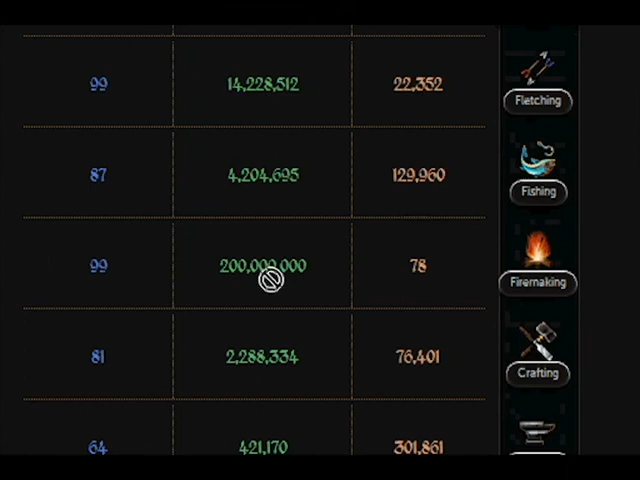 99 14,228,512 22,352 Fletching
87 4,204,695 129,960 Fishing
99 200,000,000 78 Firemaking
81 2,288,334 76,401 Crafting
64 421,170 301,861